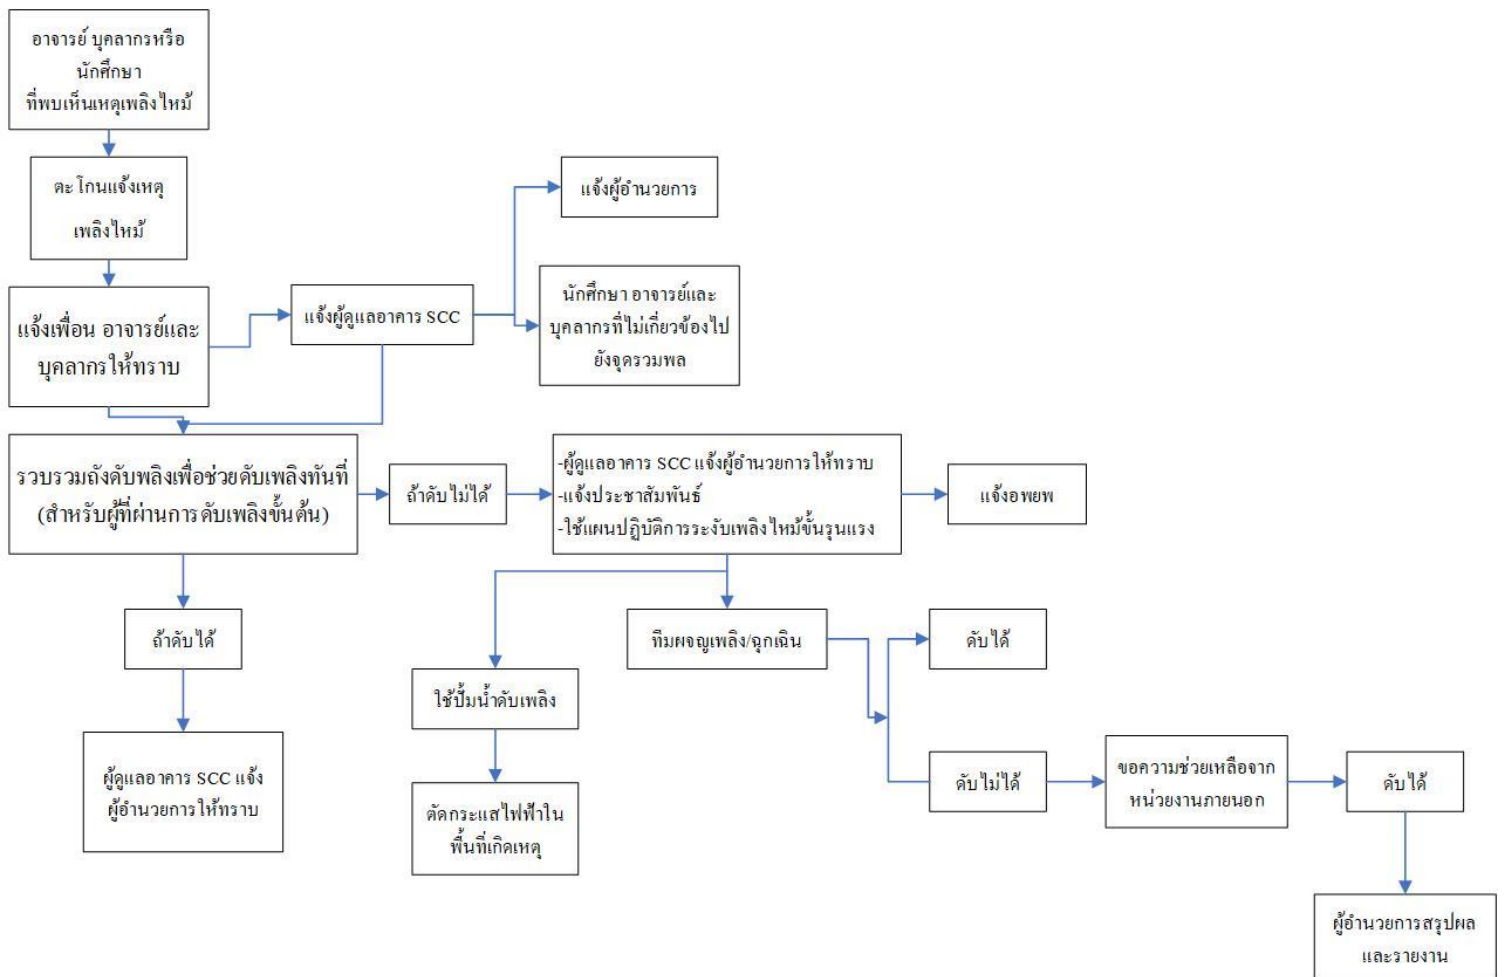 อาจารย์ บุคลากรหรือ
นักศึกษา
ที่พบเห็นเหตุเพลิงไหม้
ตะโกนแจ้งเหตุ
เพลิงไหม้
แจ้งเพื่อน อาจารย์และ
บุคลากรให้ทราบ
แจ้งผู้ดูแลอาคาร SCC
แจ้งผู้อำนวยการ
นักศึกษา อาจารย์และ
บุคลากรที่ไม่เกี่ยวข้องไป
ยังจุดรวมพล
รวบรวมถังดับพลิงเพื่อช่วยดับเพลิงทันที่
(สำหรับผู้ที่ผ่านการดับเพลิงขั้นต้น)
ถ้าดับไม่ได้
-ผู้ดูแลอาคาร SCC แจ้งผู้อำนวยการให้ทราบ
-แจ้งประชาสัมพันธ์
-ใช้แผนปฏิบัติการระงับเพลิงไหม้ขั้นรุนแรง
แจ้งอพยพ
ถ้าดับได้
ผู้ดูแลอาคาร SCC แจ้ง
ผู้อำนวยการให้ทราบ
ใช้ปั้มน้ำดับเพลิง
ตัดกระแสไฟฟ้าใน
พื้นที่เกิดเหตุ
ทีมผจญเพลิง/ฉุกเฉิน
ดับได้
ดับไม่ได้
ขอความช่วยเหลือจาก
หน่วยงานภายนอก
ดับได้
ผู้อำนวยการสรุปผล
และรายงาน